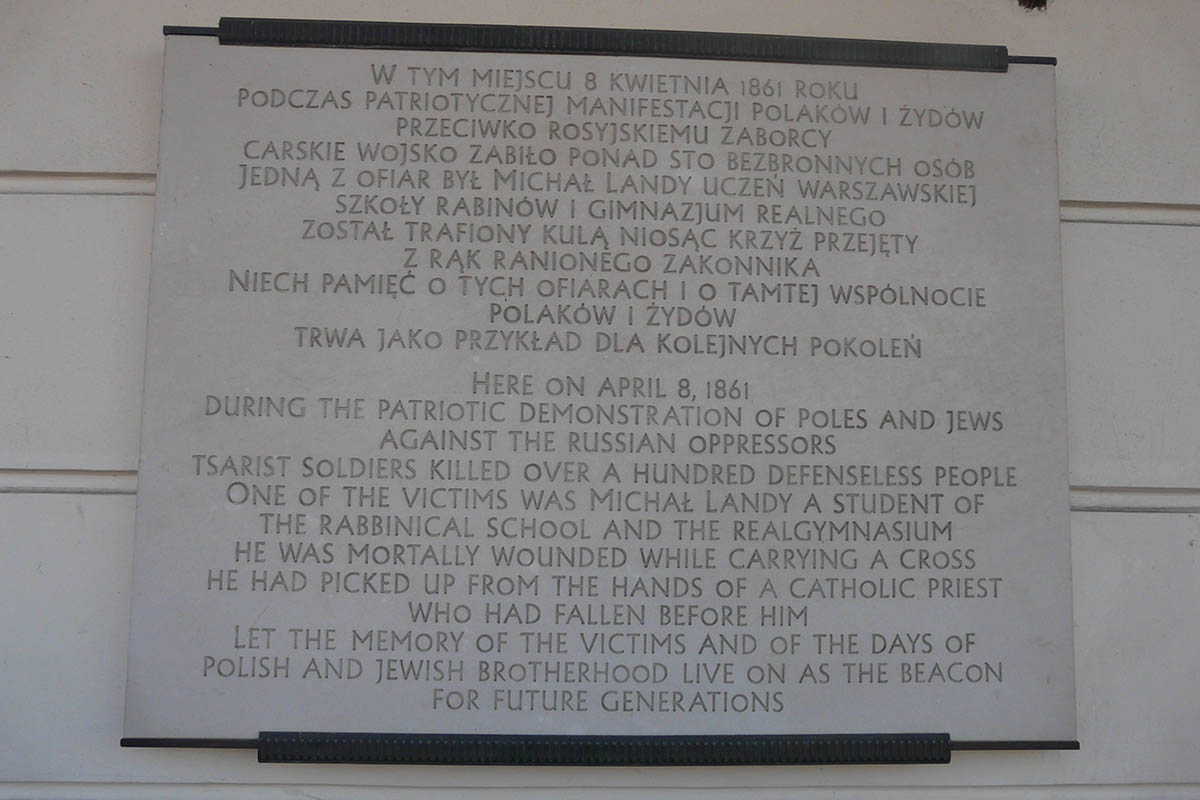 W TYM MIEJSCU 8 KWIETNIA 1861 ROKU
PODCZAS PATRIOTYCZNEJ MANIFESTACJI POLAKÓW I ŻYDÓW
PRZECIWKO ROSYJSKIEMU ZABORCY
CARSKIE WOJSKO ZABIŁO PONAD STO BEZBRONNYCH OSÓB
JEDNĄ Z OFIAR BYŁ MICHAŁ LANDY UCZEŃ WARSZAWSKIEJ
SZKOŁY RABINÓW I GIMNAZJUM REALNEGO
ZOSTAŁ TRAFIONY KULĄ NIOSĄC KRZYŻ PRZEJĘTY
Z RĄK RANIONEGO ZAKONNIKA
NIECH PAMIĘĆ O TYCH OFIARACH I O TAMTEJ WSPÓLNOCIE
POLAKÓW I ŻYDÓW
TRWA JAKO PRZYKŁAD DLA KOLEJNYCH POKOLEŃ
HERE ON APRIL 8, 1861
DURING THE PATRIOTIC DEMONSTRATION OF POLES AND JEWS
AGAINST THE RUSSIAN OPPRESSORS
TSARIST SOLDIERS KILLED OVER A HUNDRED DEFENSELESS PEOPLE
ONE OF THE VICTIMS WAS MICHAŁ LANDY A STUDENT OF
THE RABBINICAL SCHOOL AND THE REALGYMNASIUM
HE WAS MORTALLY WOUNDED WHILE CARRYING A CROSS
HE HAD PICKED UP FROM THE HANDS OF A CATHOLIC PRIEST
WHO HAD FALLEN BEFORE HIM
LET THE MEMORY OF THE VICTIMS AND OF THE DAYS OF
POLISH AND JEWISH BROTHERHOOD LIVE ON AS THE BEACON
FOR FUTURE GENERATIONS